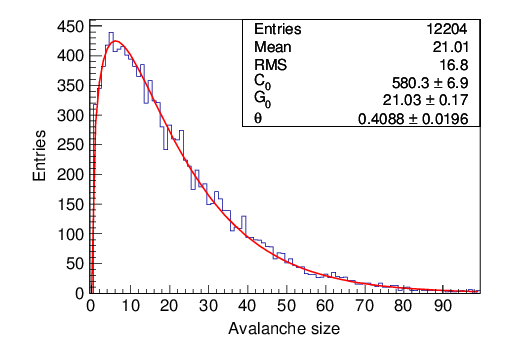 Entries 12204
Mean 21.01
RMS 16.8
C0 580.3 ± 6.9
G0 21.03 ± 0.17
θ 0.4088 ± 0.0196
450
400
350
300
250
200
150
100
50
0
Entries
0 10 20 30 40 50 60 70 80 90
Avalanche size